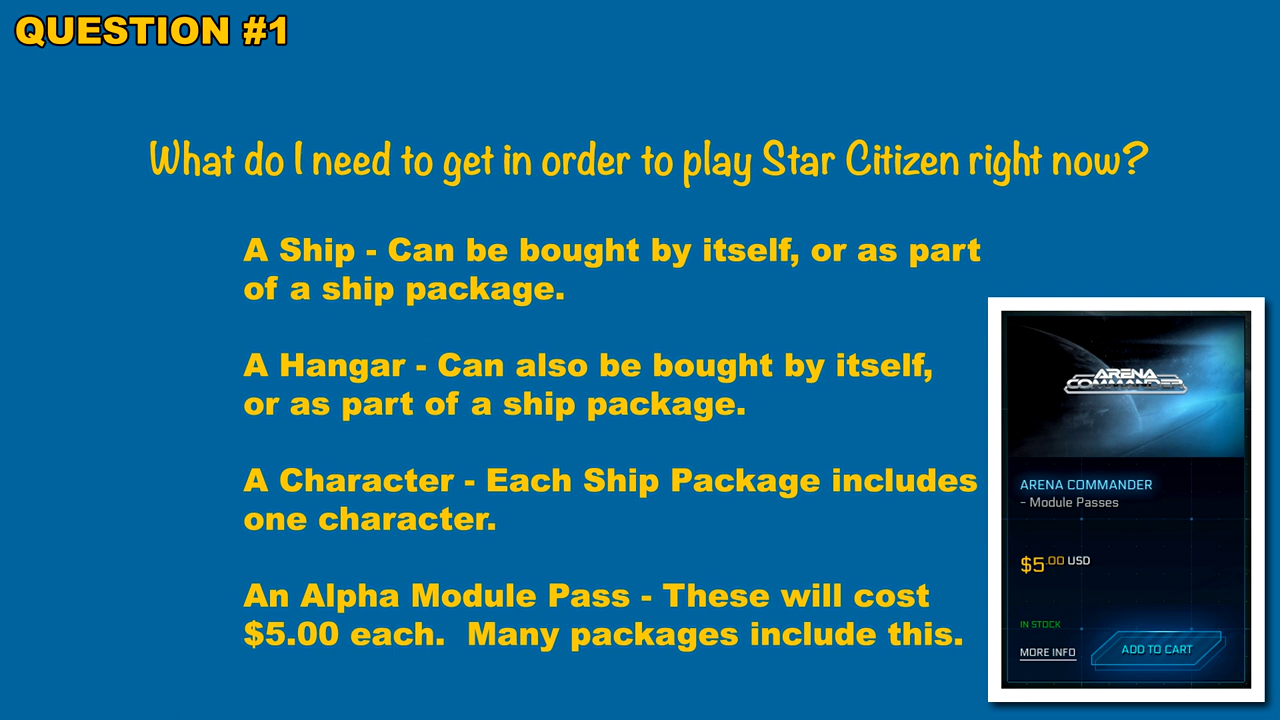 QUESTION #1
What do I need to get in order to play Star Citizen right now?
A Ship - Can be bought by itself, or as part
of a ship package.
A Hangar - Can also be bought by itself,
or as part of a ship package.
A Character - Each Ship Package includes
one character.
An Alpha Module Pass - These will cost
$5.00 each.  Many packages include this.
ARENA
COMMANDER
ARENA COMMANDER
- Module Passes
$5.00 USD
IN STOCK
MORE INFO
ADD TO CART